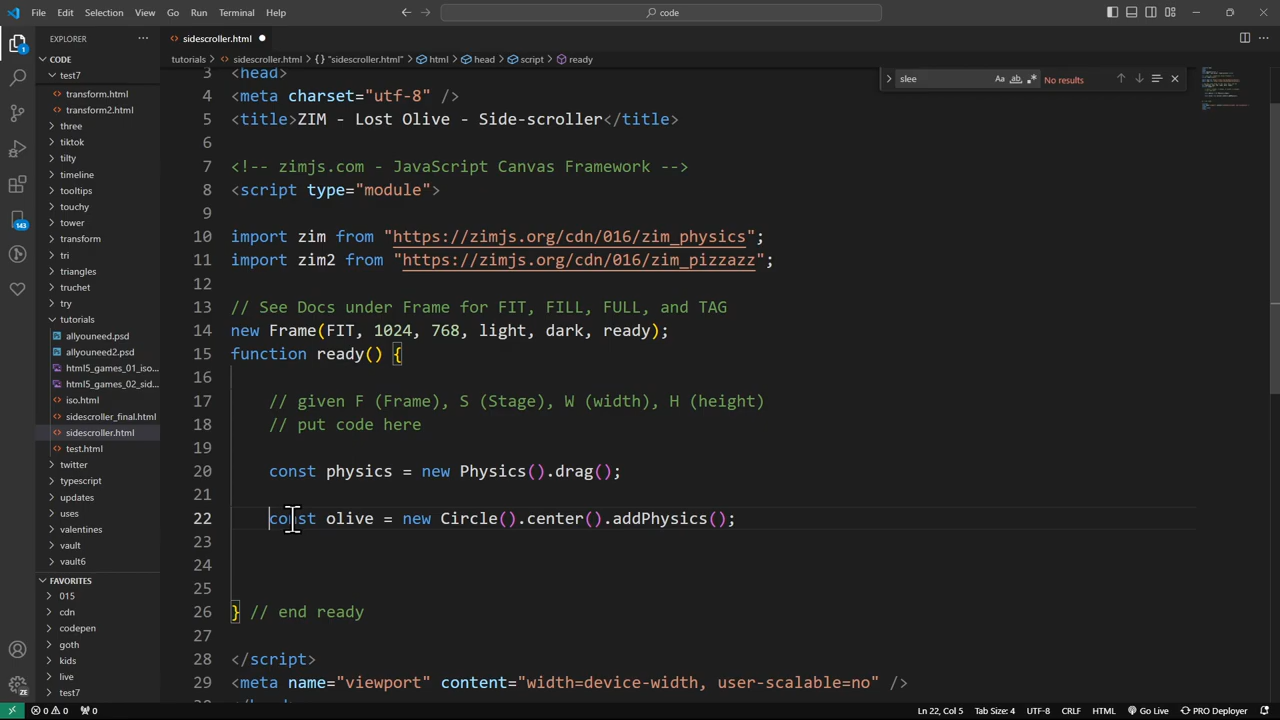 File Edit Selection View Go Run Terminal Help
code
EXPLORER
sidescroller.html
CODE
test7
transform.html
transform2.html
three
tiktok
tilty
timeline
tooltips
touchy
tower
transform
tri
triangles
truchet
try
tutorials
allyouneed.psd
allyouneed2.psd
html5_games_01_iso...
html5_games_02_sid...
iso.html
sidescroller_final.html
sidescroller.html
test.html
twitter
typescript
updates
uses
valentines
vault
vault6
FAVORITES
015
cdn
codepen
goth
kids
live
test7
1
143
ZE
tutorials > sidescroller.html > {} "sidescroller.html" > html > head > script > ready
slee
Aa ab .*
No results
3 <head>
4 <meta charset="utf-8" />
5 <title>ZIM - Lost Olive - Side-scroller</title>
6
7 <!-- zimjs.com - JavaScript Canvas Framework -->
8 <script type="module">
9
10 import zim from "https://zimjs.org/cdn/016/zim_physics";
11 import zim2 from "https://zimjs.org/cdn/016/zim_pizzazz";
12
13 // See Docs under Frame for FIT, FILL, FULL, and TAG
14 new Frame(FIT, 1024, 768, light, dark, ready);
15 function ready() {
16
17 // given F (Frame), S (Stage), W (width), H (height)
18 // put code here
19
20 const physics = new Physics().drag();
21
22 const olive = new Circle().center().addPhysics();
23
24
25
26 } // end ready
27
28 </script>
29 <meta name="viewport" content="width=device-width, user-scalable=no" />
0 0 0
Ln 22, Col 5 Tab Size: 4 UTF-8 CRLF HTML Go Live PRO Deployer